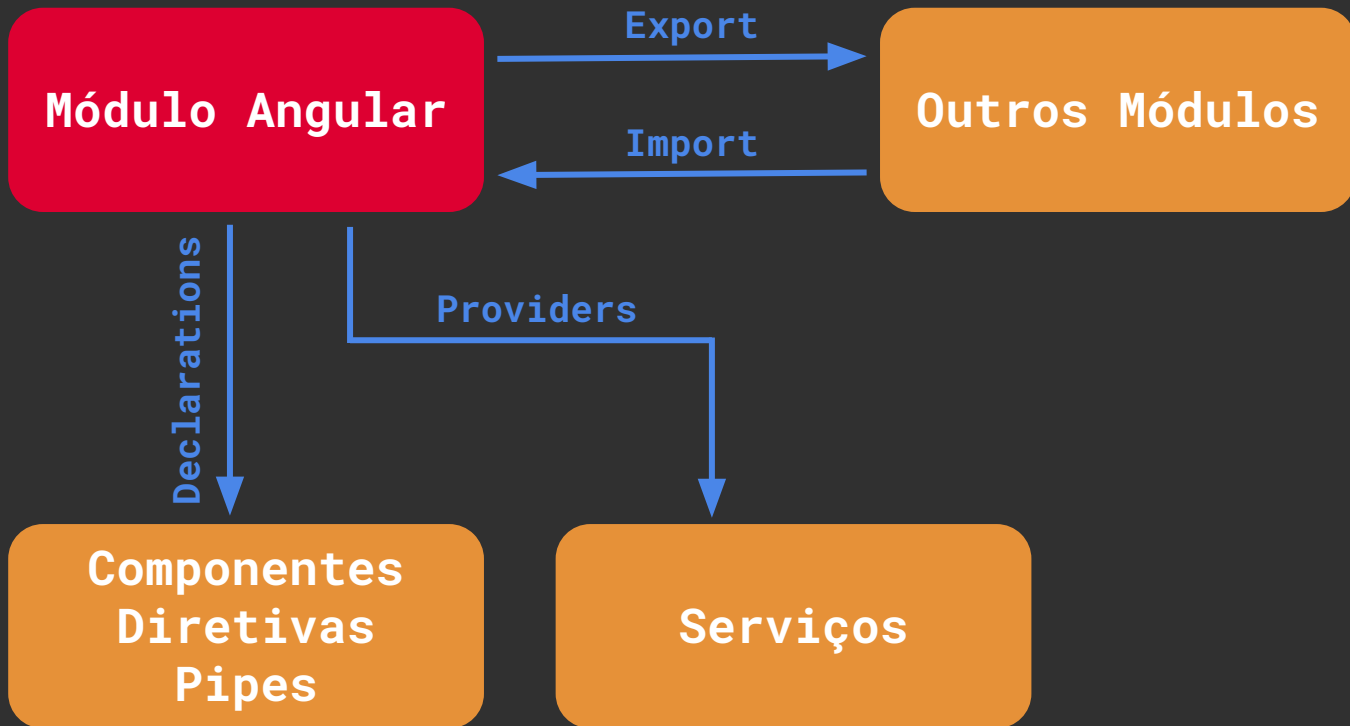 Export
Módulo Angular
Outros Módulos
Import
Declarations
Providers
Componentes
Diretivas
Pipes
Serviços